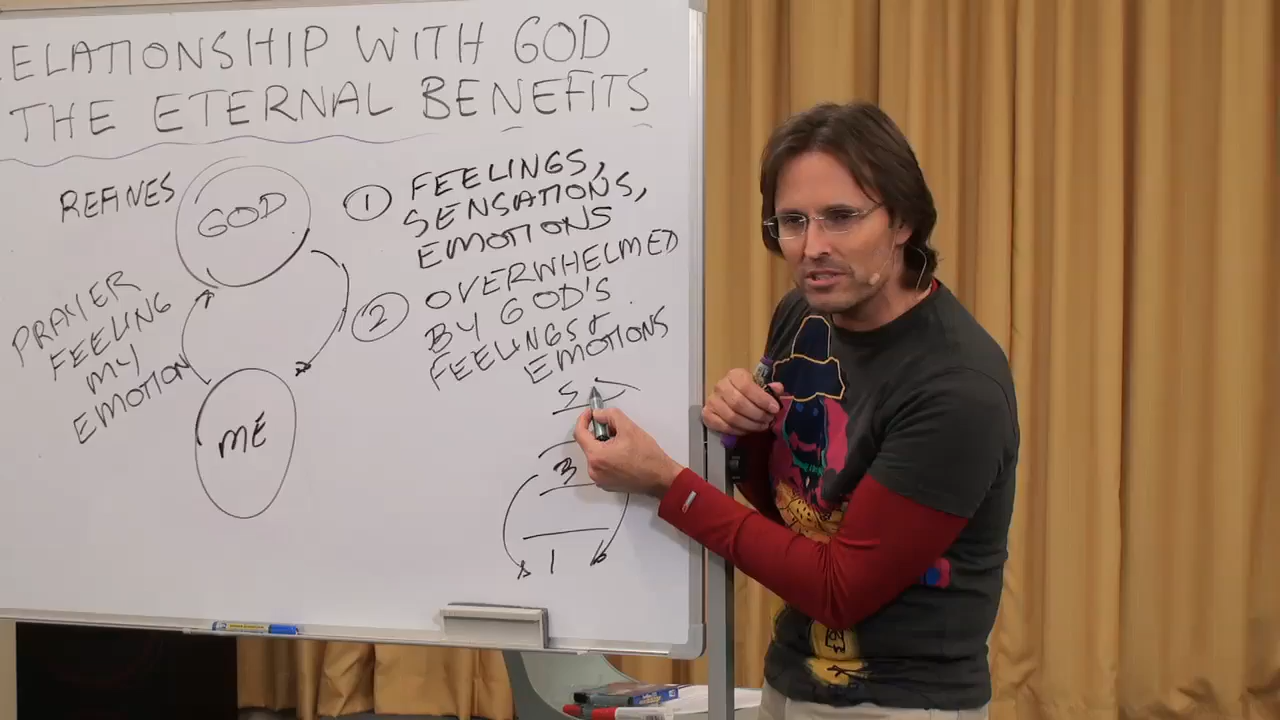 ELATIONSHIP WITH GOD
THE ETERNAL BENEFITS
REFINES
GOD
PRAYER
FEELING
MY
EMOTION
ME
1 FEELINGS,
SENSATIONS,
EMOTIONS
2 OVERWHELMED
BY GOD'S
FEELINGS &
EMOTIONS
5
3
1